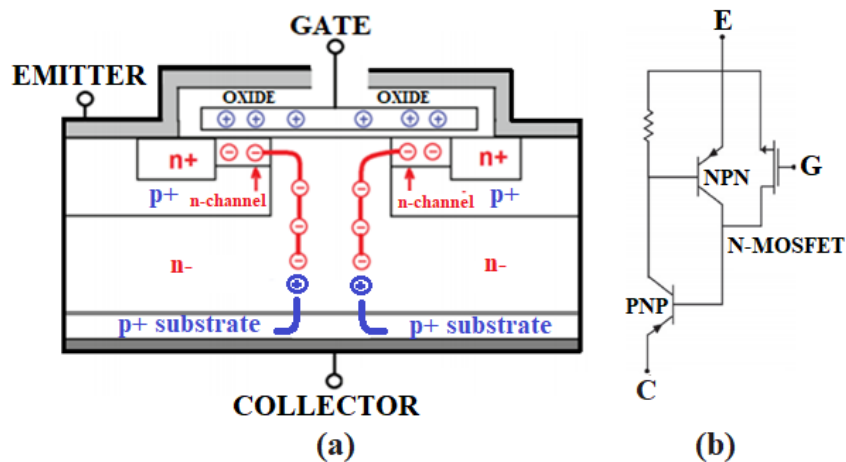 GATE
EMITTER
OXIDE OXIDE
n+ n+
p+ n-channel n-channel p+
n- n-
p+ substrate p+ substrate
COLLECTOR
(a)
E
NPN
G
N-MOSFET
PNP
C
(b)